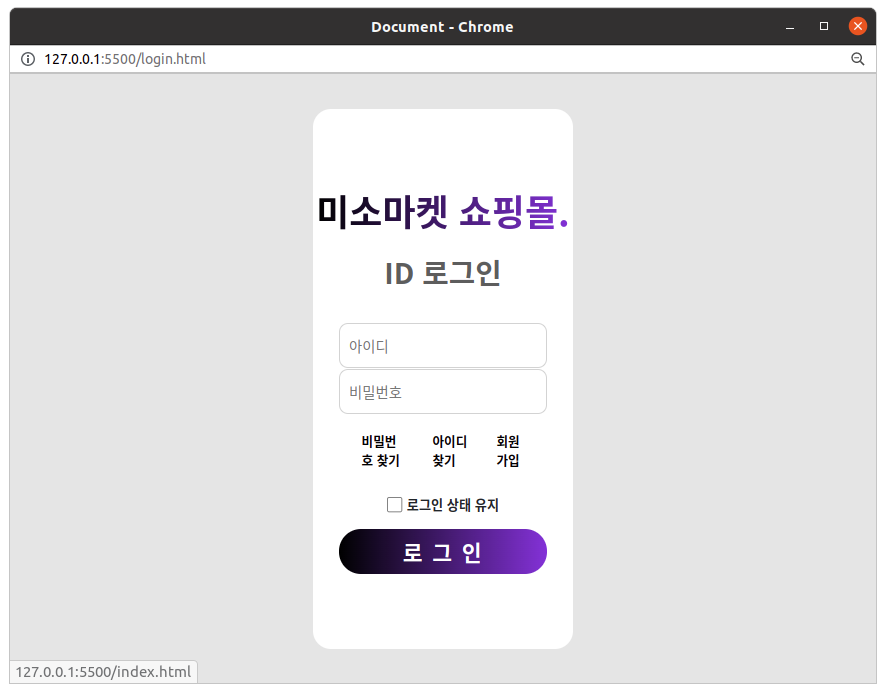 Document - Chrome
127.0.0.1:5500/login.html
미소마켓 쇼핑몰.
ID 로그인
아이디
비밀번호
비밀번
호 찾기
아이디
찾기
회원
가입
로그인 상태 유지
로 그 인
127.0.0.1:5500/index.html